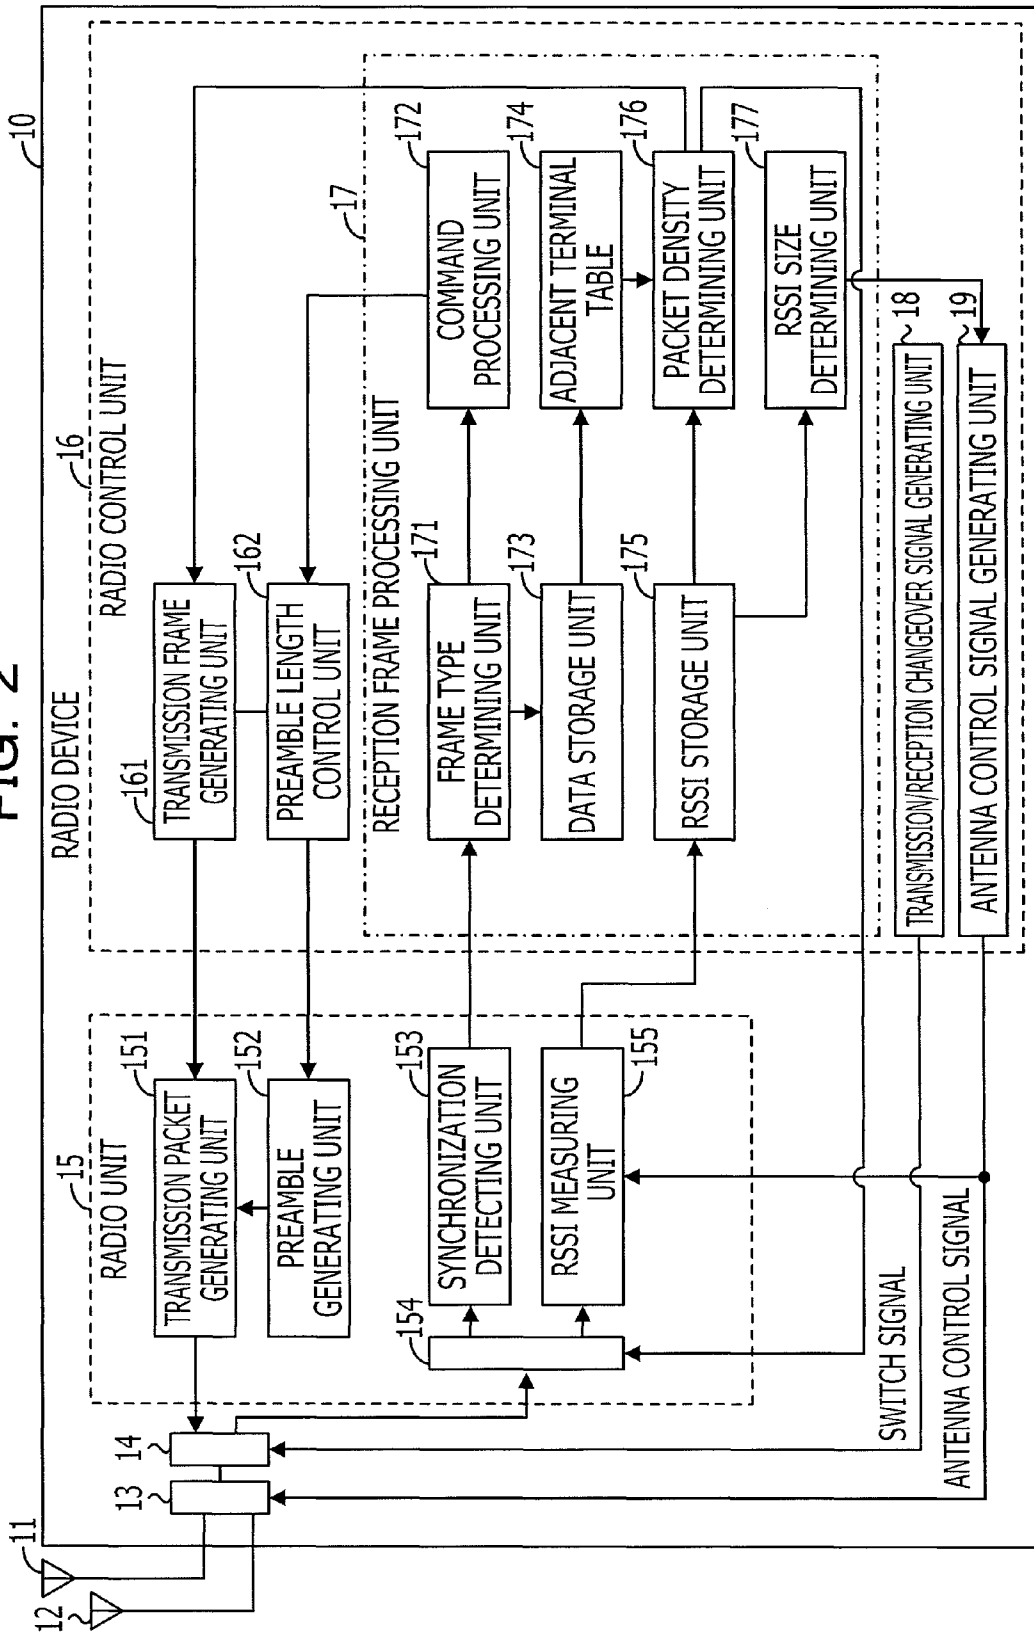 FIG. 2
10
RADIO DEVICE
16
RADIO CONTROL UNIT
15
RADIO UNIT
11
12
13
14
151
TRANSMISSION PACKET
GENERATING UNIT
152
PREAMBLE
GENERATING UNIT
153
SYNCHRONIZATION
DETECTING UNIT
154
155
RSSI MEASURING
UNIT
161
TRANSMISSION FRAME
GENERATING UNIT
162
PREAMBLE LENGTH
CONTROL UNIT
17
RECEPTION FRAME PROCESSING UNIT
171
FRAME TYPE
DETERMINING UNIT
172
COMMAND
PROCESSING UNIT
173
DATA STORAGE UNIT
174
ADJACENT TERMINAL
TABLE
175
RSSI STORAGE UNIT
176
PACKET DENSITY
DETERMINING UNIT
177
RSSI SIZE
DETERMINING UNIT
18
TRANSMISSION/RECEPTION CHANGEOVER SIGNAL GENERATING UNIT
19
ANTENNA CONTROL SIGNAL GENERATING UNIT
SWITCH SIGNAL
ANTENNA CONTROL SIGNAL